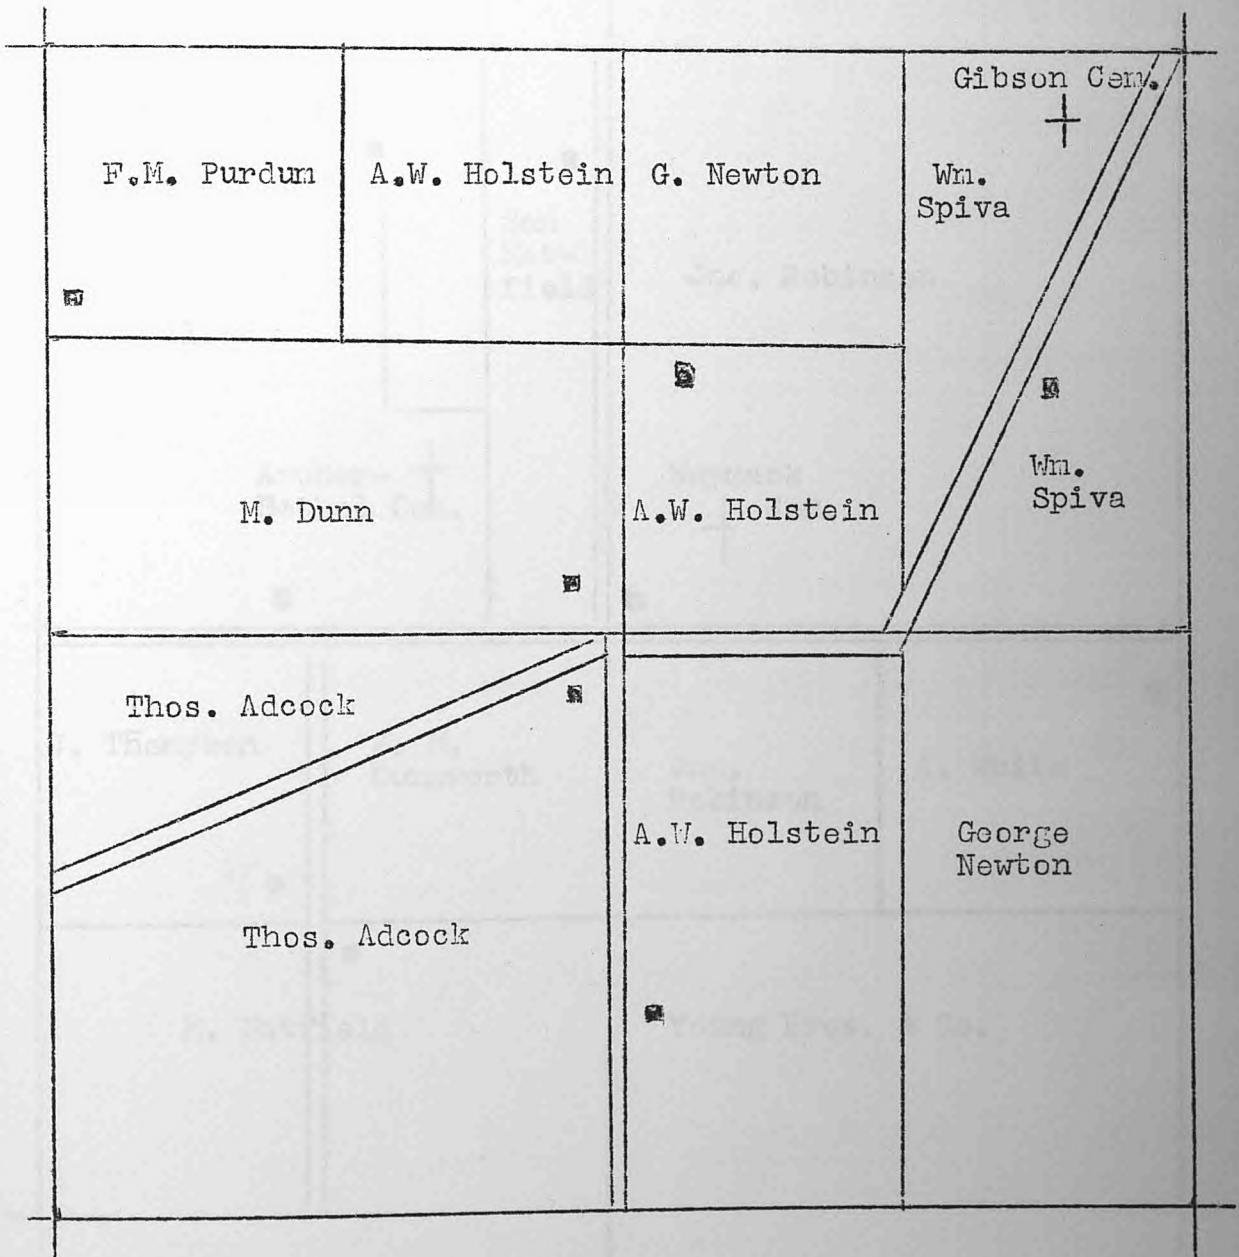 Gibson Cem.
F.M. Purdum
A.W. Holstein
G. Newton
Wm.
Spiva
M. Dunn
A.W. Holstein
Wm.
Spiva
Thos. Adcock
A.W. Holstein
George
Newton
Thos. Adcock